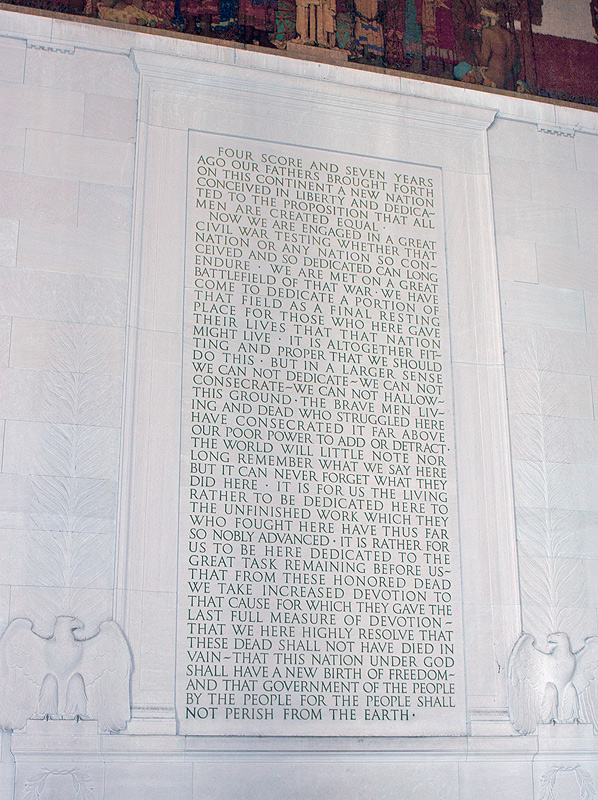 FOUR SCORE AND SEVEN YEARS
AGO OUR FATHERS BROUGHT FORTH
ON THIS CONTINENT A NEW NATION
CONCEIVED IN LIBERTY AND DEDICA~
TED TO THE PROPOSITION THAT ALL
MEN ARE CREATED EQUAL ·
NOW WE ARE ENGAGED IN A GREAT
CIVIL WAR TESTING WHETHER THAT
NATION OR ANY NATION SO CON~
CEIVED AND SO DEDICATED CAN LONG
ENDURE · WE ARE MET ON A GREAT
BATTLEFIELD OF THAT WAR · WE HAVE
COME TO DEDICATE A PORTION OF
THAT FIELD AS A FINAL RESTING
PLACE FOR THOSE WHO HERE GAVE
THEIR LIVES THAT THAT NATION
MIGHT LIVE · IT IS ALTOGETHER FIT~
TING AND PROPER THAT WE SHOULD
DO THIS · BUT IN A LARGER SENSE
WE CAN NOT DEDICATE~WE CAN NOT
CONSECRATE~WE CAN NOT HALLOW~
THIS GROUND · THE BRAVE MEN LIV~
ING AND DEAD WHO STRUGGLED HERE
HAVE CONSECRATED IT FAR ABOVE
OUR POOR POWER TO ADD OR DETRACT ·
THE WORLD WILL LITTLE NOTE NOR
LONG REMEMBER WHAT WE SAY HERE
BUT IT CAN NEVER FORGET WHAT THEY
DID HERE · IT IS FOR US THE LIVING
RATHER TO BE DEDICATED HERE TO
THE UNFINISHED WORK WHICH THEY
WHO FOUGHT HERE HAVE THUS FAR
SO NOBLY ADVANCED · IT IS RATHER FOR
US TO BE HERE DEDICATED TO THE
GREAT TASK REMAINING BEFORE US~
THAT FROM THESE HONORED DEAD
WE TAKE INCREASED DEVOTION TO
THAT CAUSE FOR WHICH THEY GAVE THE
LAST FULL MEASURE OF DEVOTION~
THAT WE HERE HIGHLY RESOLVE THAT
THESE DEAD SHALL NOT HAVE DIED IN
VAIN~THAT THIS NATION UNDER GOD
SHALL HAVE A NEW BIRTH OF FREEDOM~
AND THAT GOVERNMENT OF THE PEOPLE
BY THE PEOPLE FOR THE PEOPLE SHALL
NOT PERISH FROM THE EARTH ·